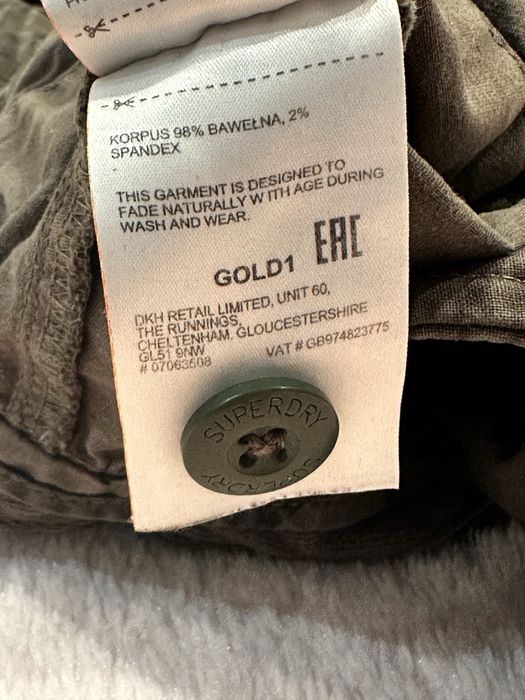 KORPUS 98% BAWEŁNA, 2%
SPANDEX
-
THIS GARMENT IS DESIGNED TO
FADE NATURALLY WITH AGE DURING
WASH AND WEAR.
EAC
GOLD1
DKH RETAIL LIMITED, UNIT 60,
THE RUNNINGS,
CHELTENHAM, GLOUCESTERSHIRE
GL51 9NW
VAT # GB974823775
# 07063508
SUPERDRY
SUPERDRY